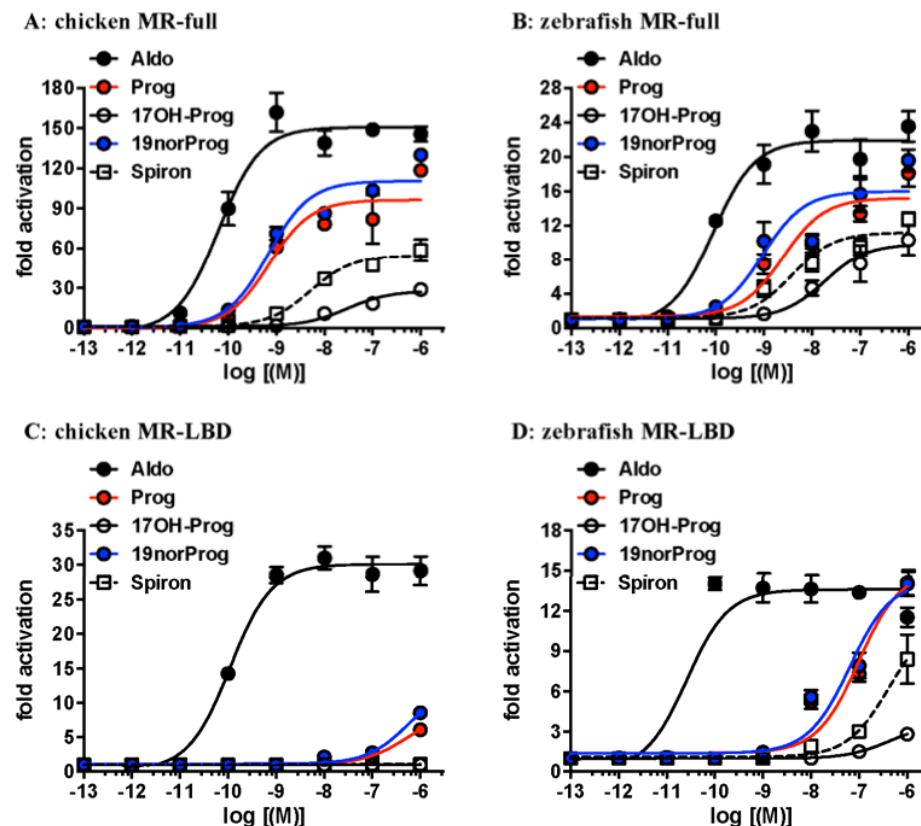 A: chicken MR-full
Aldo
Prog
17OH-Prog
19norProg
Spiron
fold activation
180
150
120
90
60
30
0
-13 -12 -11 -10 -9 -8 -7 -6
log [(M)]
B: zebrafish MR-full
Aldo
Prog
17OH-Prog
19norProg
Spiron
fold activation
28
24
20
16
12
8
4
0
-13 -12 -11 -10 -9 -8 -7 -6
log [(M)]
C: chicken MR-LBD
Aldo
Prog
17OH-Prog
19norProg
Spiron
fold activation
35
30
25
20
15
10
5
0
-13 -12 -11 -10 -9 -8 -7 -6
log [(M)]
D: zebrafish MR-LBD
Aldo
Prog
17OH-Prog
19norProg
Spiron
fold activation
18
15
12
9
6
3
0
-13 -12 -11 -10 -9 -8 -7 -6
log [(M)]